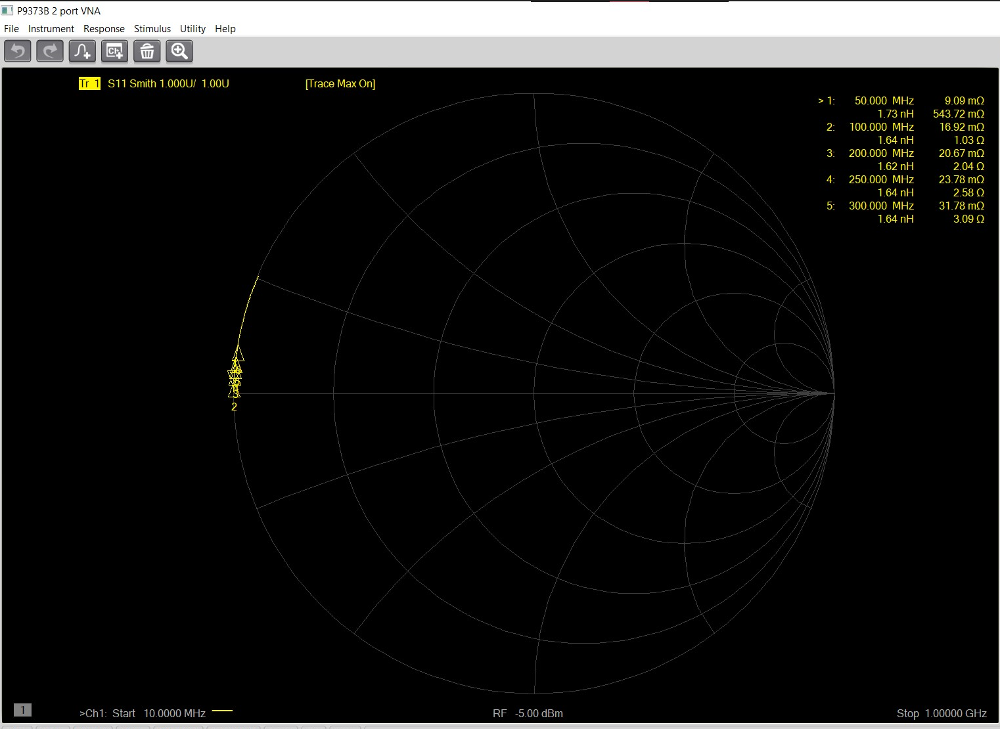 P9373B 2 port VNA
File Instrument Response Stimulus Utility Help
Ch
Tr 1 S11 Smith 1.000U/ 1.00U [Trace Max On]
> 1: 50.000 MHz 9.09 mΩ
1.73 nH 543.72 mΩ
2: 100.000 MHz 16.92 mΩ
1.64 nH 1.03 Ω
3: 200.000 MHz 20.67 mΩ
1.62 nH 2.04 Ω
4: 250.000 MHz 23.78 mΩ
1.64 nH 2.58 Ω
5: 300.000 MHz 31.78 mΩ
1.64 nH 3.09 Ω
3
2
1 >Ch1: Start 10.0000 MHz RF -5.00 dBm Stop 1.00000 GHz